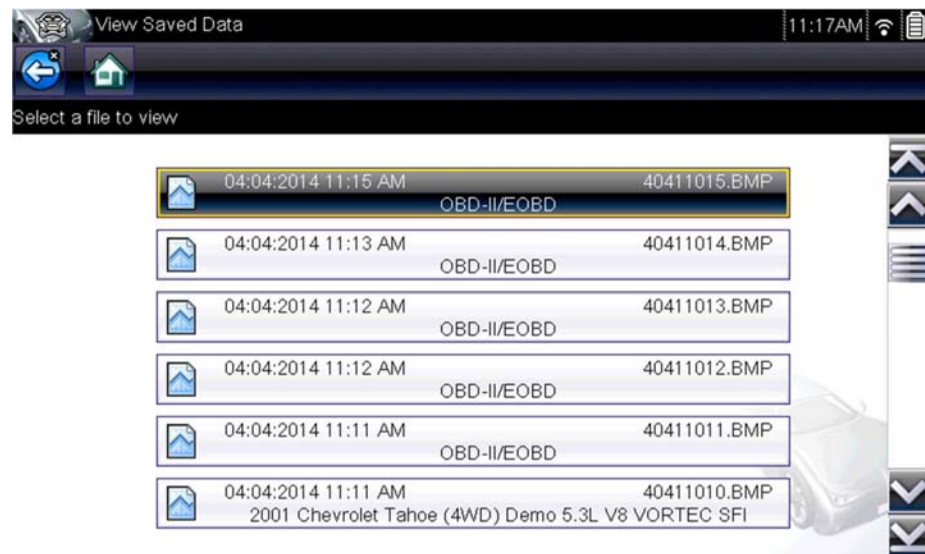 View Saved Data 11:17AM
Select a file to view
04:04:2014 11:15 AM 40411015.BMP
OBD-II/EOBD
04:04:2014 11:13 AM 40411014.BMP
OBD-II/EOBD
04:04:2014 11:12 AM 40411013.BMP
OBD-II/EOBD
04:04:2014 11:12 AM 40411012.BMP
OBD-II/EOBD
04:04:2014 11:11 AM 40411011.BMP
OBD-II/EOBD
04:04:2014 11:11 AM 40411010.BMP
2001 Chevrolet Tahoe (4WD) Demo 5.3L V8 VORTEC SFI